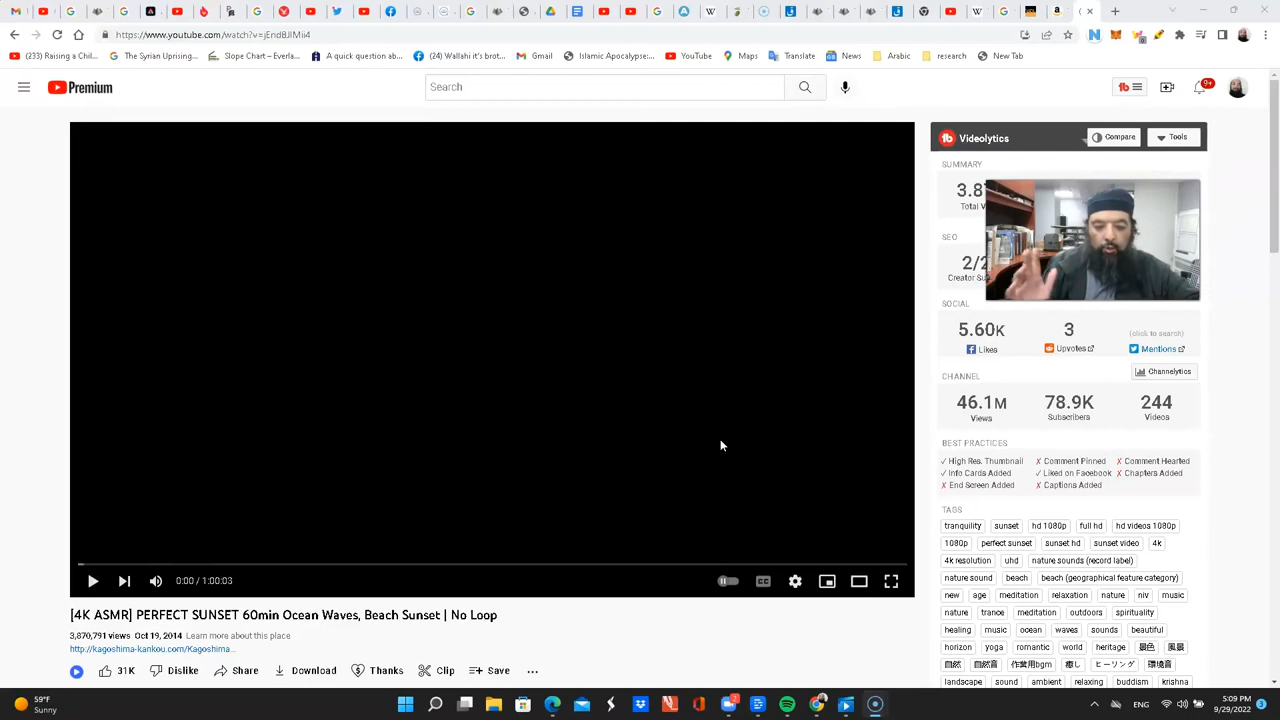 https://www.youtube.com/watch?v=jEnd8JlMii4
(233) Raising a Chil...
The Syrian Uprising...
Slope Chart – Everla...
A quick question ab...
(24) Wallahi it's brot...
Gmail
Islamic Apocalypse:...
YouTube
Maps
Translate
News
Arabic
research
New Tab
Premium
Search
9+
Videolytics
Compare
Tools
SUMMARY
SEO
SOCIAL
5.60K
Likes
3
Upvotes
(click to search)
Mentions
CHANNEL
Channelytics
46.1M
Views
78.9K
Subscribers
244
Videos
BEST PRACTICES
✓ High Res. Thumbnail
✗ Comment Pinned
✗ Comment Hearted
✓ Info Cards Added
✓ Liked on Facebook
✗ Chapters Added
✗ End Screen Added
✗ Captions Added
TAGS
tranquility sunset hd 1080p full hd hd videos 1080p
1080p perfect sunset sunset hd sunset video 4k
4k resolution uhd nature sounds (record label)
nature sound beach beach (geographical feature category)
new age meditation relaxation nature niv music
nature trance meditation outdoors spirituality
healing music ocean waves sounds beautiful
horizon yoga romantic world heritage 景色 風景
自然 自然音 作業用bgm 癒し ヒーリング 環境音
landscape sound ambient relaxing buddism krishna
0:00 / 1:00:03
[4K ASMR] PERFECT SUNSET 60min Ocean Waves, Beach Sunset | No Loop
3,870,791 views Oct 19, 2014 Learn more about this place
http://kagoshima-kankou.com/Kagoshima...
31K
Dislike
Share
Download
Thanks
Clip
Save
59°F
Sunny
ENG
5:09 PM
9/29/2022